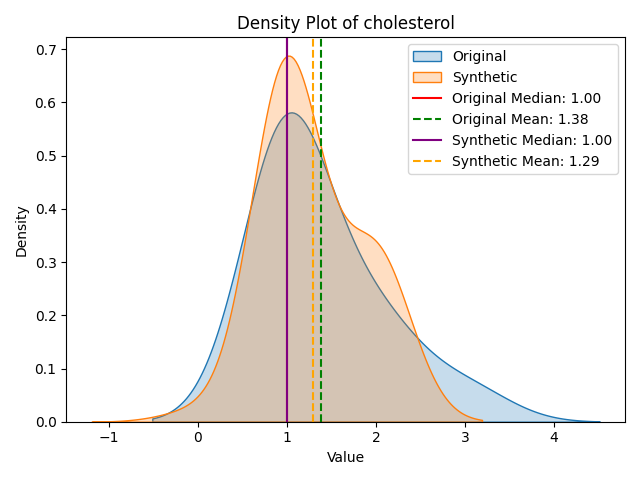 Density Plot of cholesterol
Original
Synthetic
Original Median: 1.00
Original Mean: 1.38
Synthetic Median: 1.00
Synthetic Mean: 1.29
0.7
0.6
0.5
0.4
0.3
0.2
0.1
0.0
Density
−1
0
1
2
3
4
Value